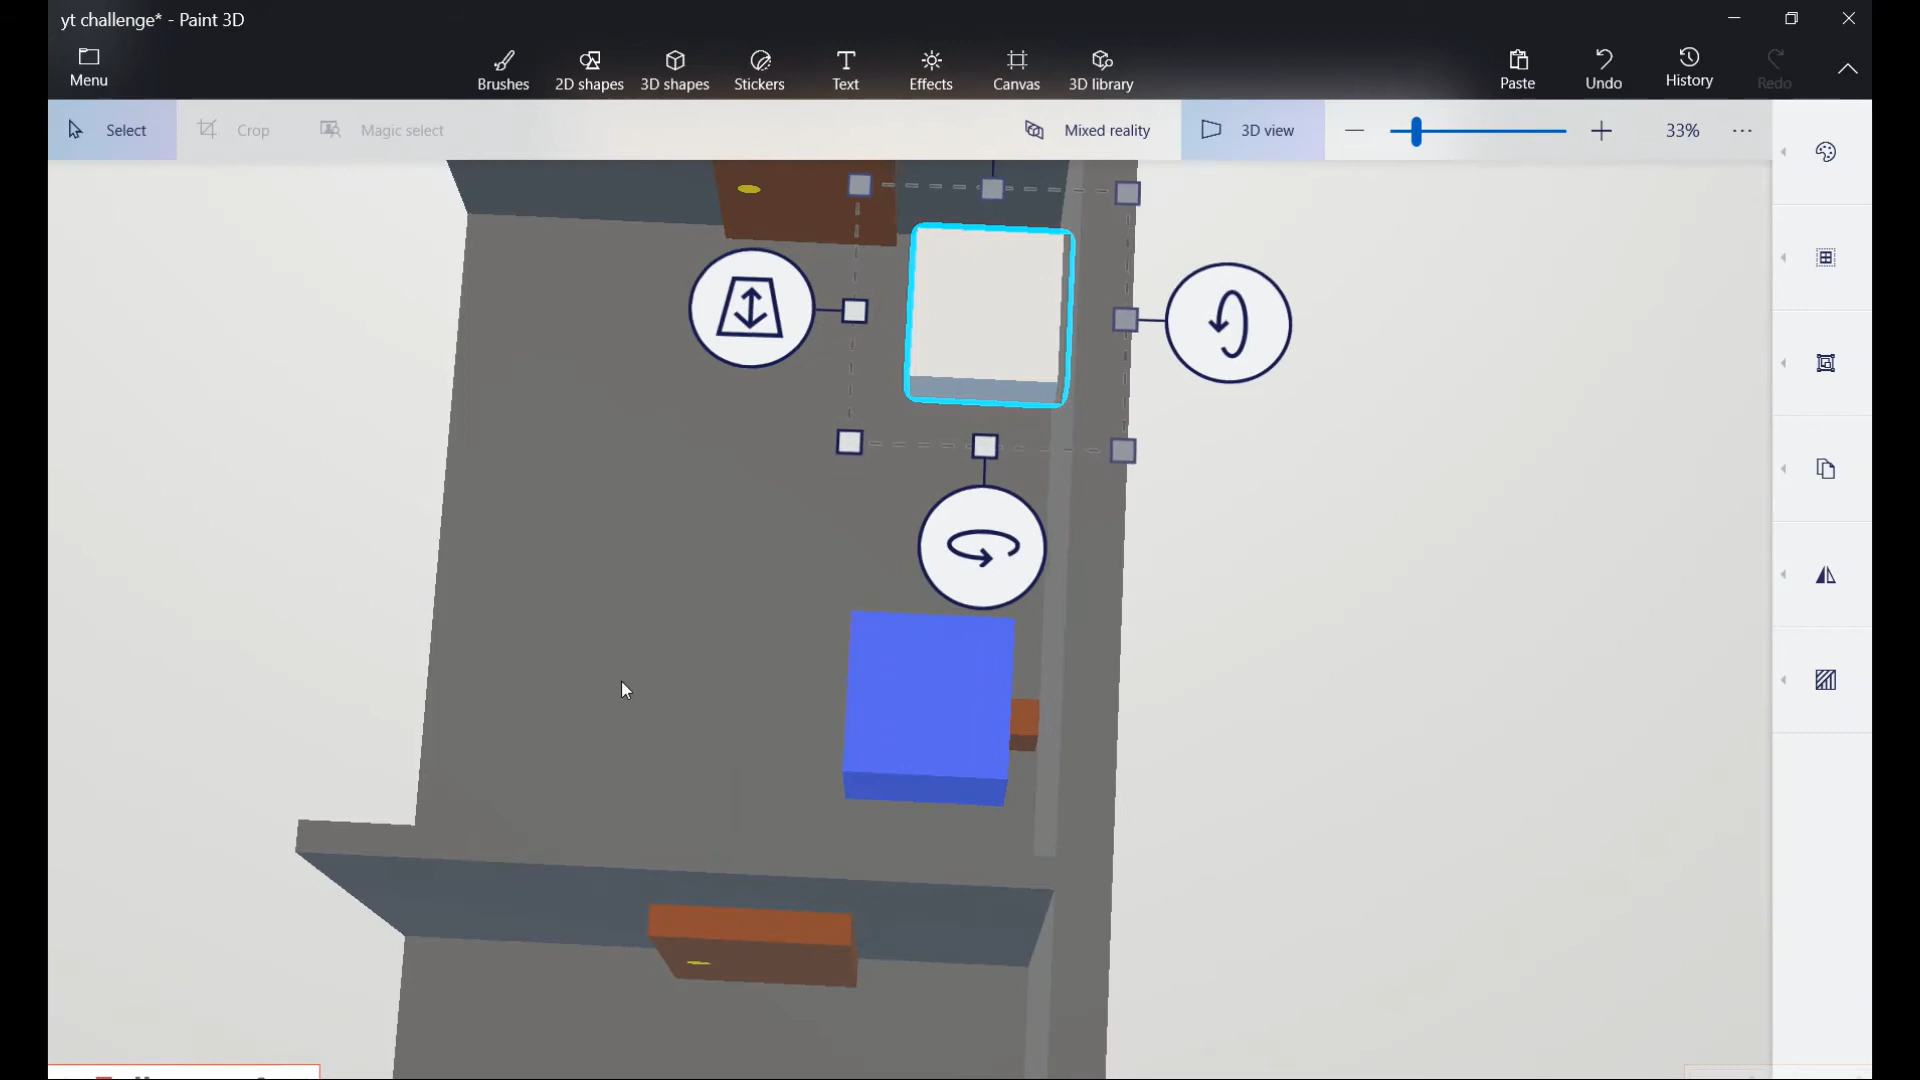 yt challenge* - Paint 3D
Menu
Brushes
2D shapes
3D shapes
Stickers
Text
Effects
Canvas
3D library
Paste
Undo
History
Redo
Select
Crop
Magic select
Mixed reality
3D view
33%